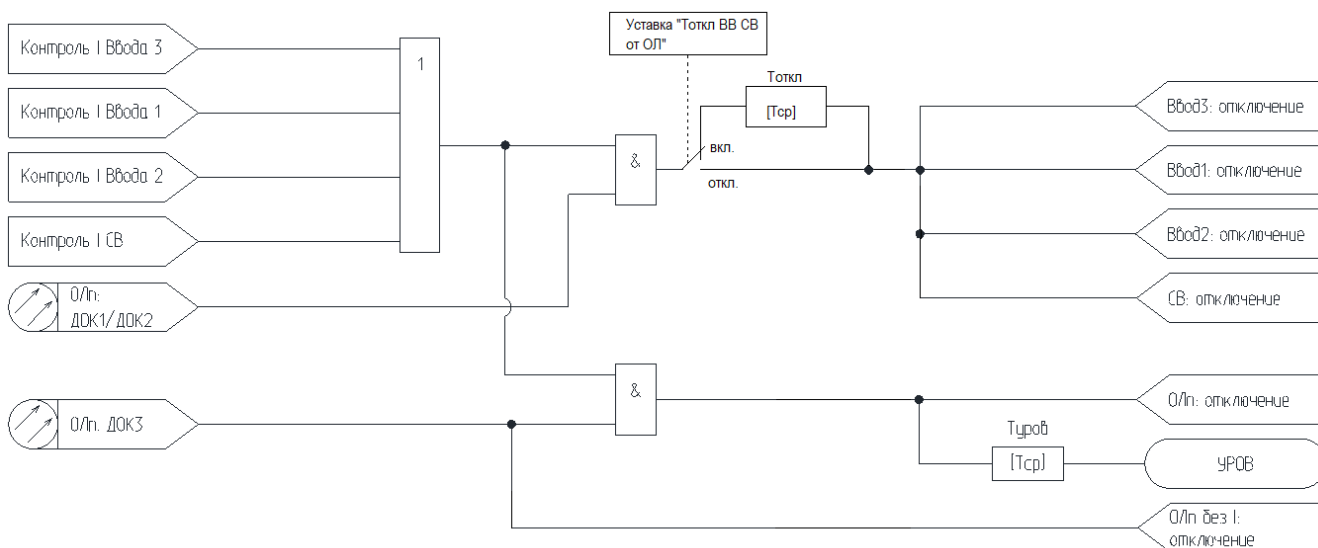 Контроль I Ввода 3
Контроль I Ввода 1
Контроль I Ввода 2
Контроль I СВ
О/Лп:
ДОК1/ДОК2
О/Лп. ДОК3
1
&
&
Уставка "Тоткл ВВ СВ
от ОЛ"
Тоткл
[Тср]
вкл.
откл.
Ввод3: отключение
Ввод1: отключение
Ввод2: отключение
СВ: отключение
О/Лп: отключение
Туров
[Тср]
УРОВ
О/Лп без I:
отключение